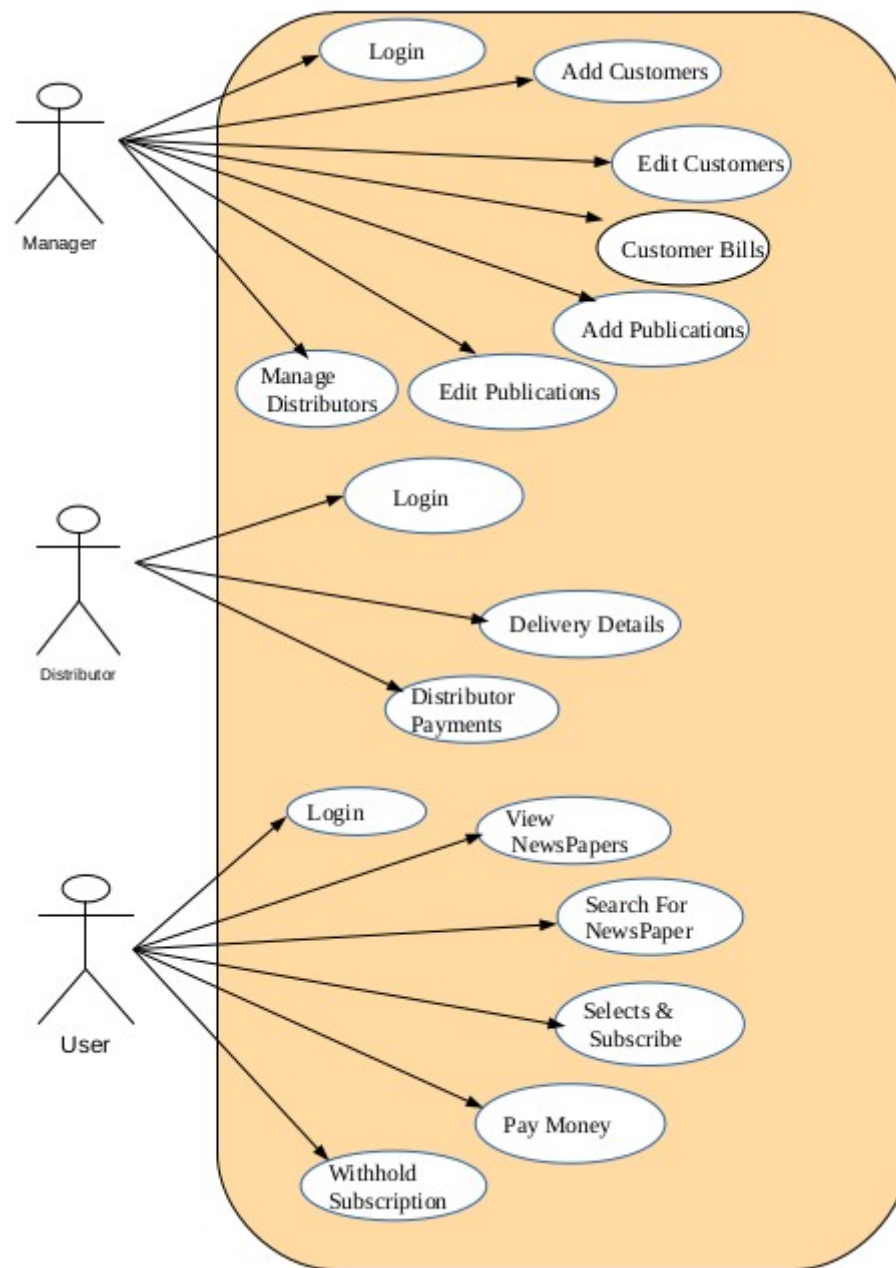 Login
Add Customers
Edit Customers
Manager
Customer Bills
Add Publications
Manage
Distributors
Edit Publications
Login
Delivery Details
Distributor
Distributor
Payments
Login
View
NewsPapers
Search For
NewsPaper
Selects &
Subscribe
User
Pay Money
Withhold
Subscription